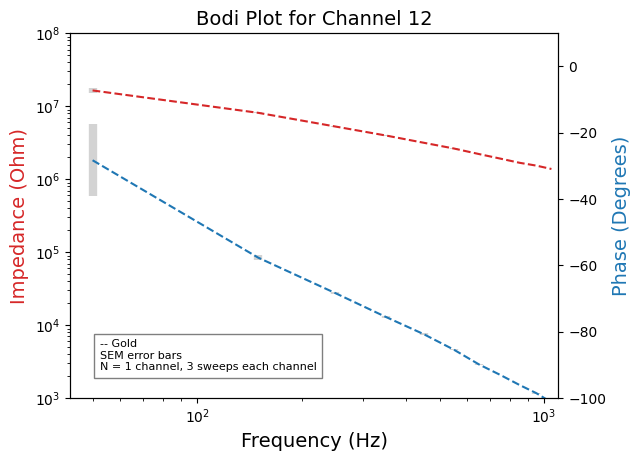 Bodi Plot for Channel 12
Impedance (Ohm)
10^8
10^7
10^6
10^5
10^4
10^3
0
−20
−40
−60
−80
−100
Phase (Degrees)
-- Gold
SEM error bars
N = 1 channel, 3 sweeps each channel
10^2
10^3
Frequency (Hz)